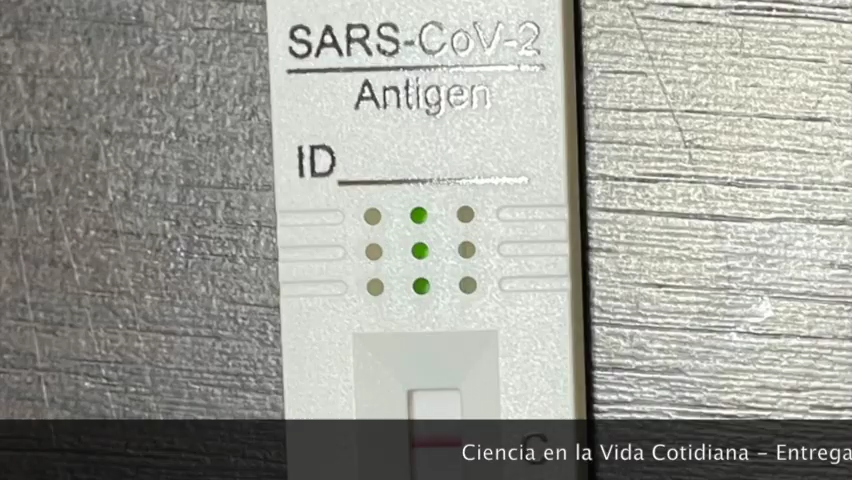 SARS-CoV-2
Antigen
ID
C
Ciencia en la Vida Cotidiana – Entrega